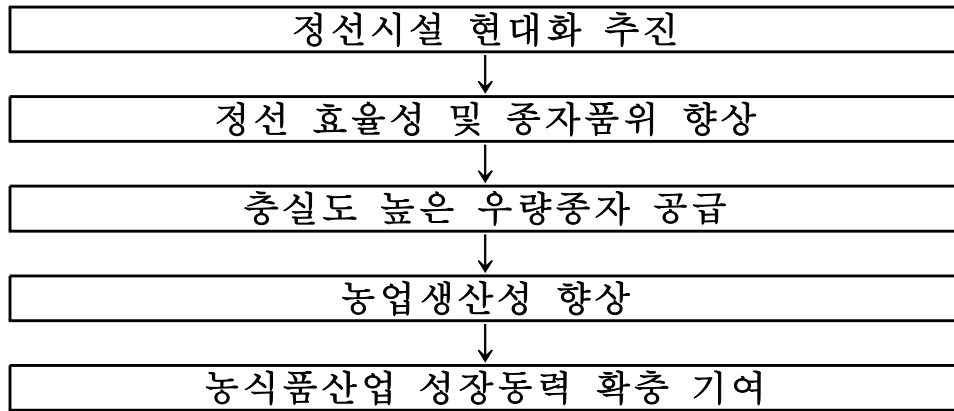 정선시설 현대화 추진
정선 효율성 및 종자품위 향상
충실도 높은 우량종자 공급
농업생산성 향상
농식품산업 성장동력 확충 기여